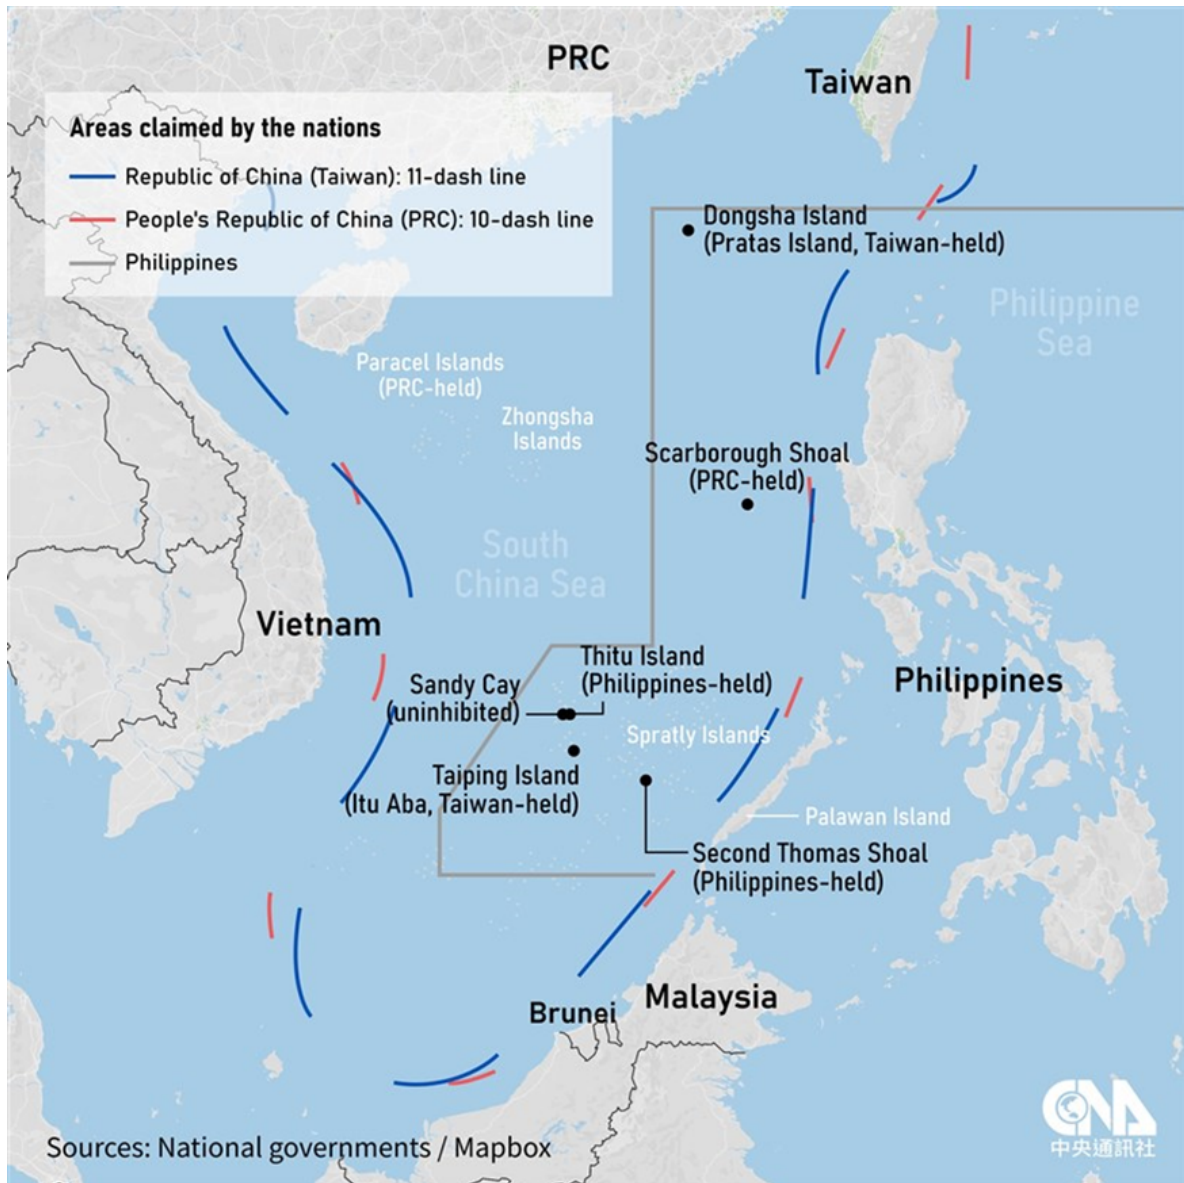 PRC
Taiwan
Areas claimed by the nations
Republic of China (Taiwan): 11-dash line
People's Republic of China (PRC): 10-dash line
Philippines
Dongsha Island
(Pratas Island, Taiwan-held)
Philippine
Sea
Paracel Islands
(PRC-held)
Zhongsha
Islands
Scarborough Shoal
(PRC-held)
South
China Sea
Vietnam
Thitu Island
(Philippines-held)
Sandy Cay
(uninhibited)
Philippines
Spratly Islands
Taiping Island
(Itu Aba, Taiwan-held)
Palawan Island
Second Thomas Shoal
(Philippines-held)
Malaysia
Brunei
CNA
中央通訊社
Sources: National governments / Mapbox